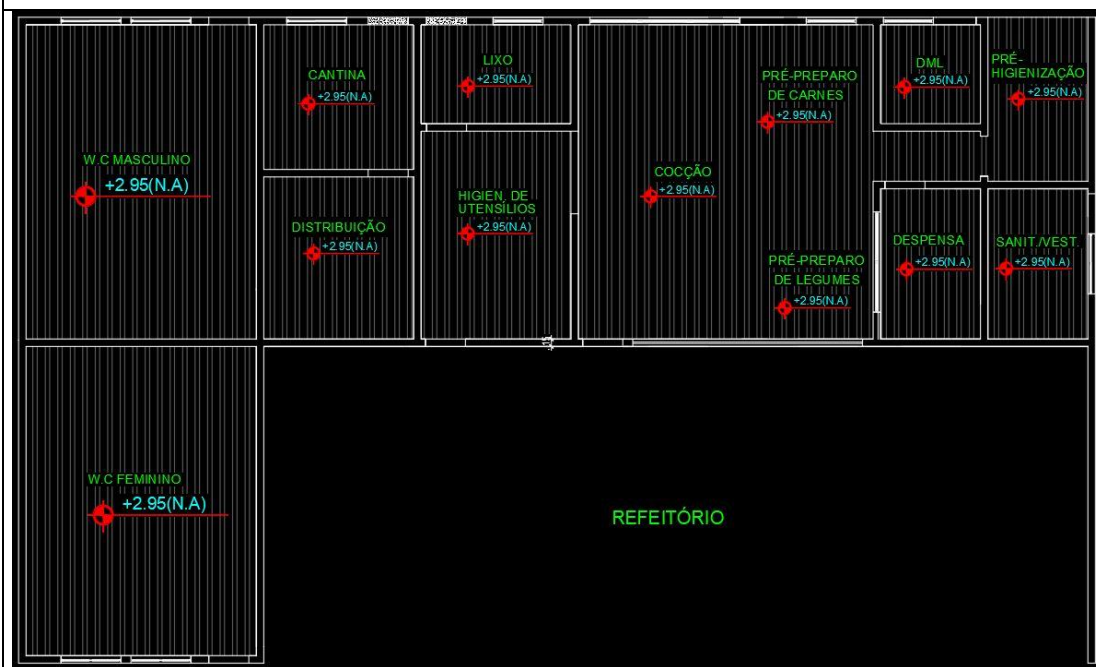 CANTINA
+2.95(N.A)
LIXO
+2.95(N.A)
PRÉ-PREPARO
DE CARNES
+2.95(N.A)
DML
+2.95(N.A)
PRÉ-
HIGIENIZAÇÃO
+2.95(N.A)
W.C MASCULINO
+2.95(N.A)
DISTRIBUIÇÃO
+2.95(N.A)
HIGIEN. DE
UTENSÍLIOS
+2.95(N.A)
COCÇÃO
+2.95(N.A)
PRÉ-PREPARO
DE LEGUMES
+2.95(N.A)
DESPENSA
+2.95(N.A)
SANIT./VEST.
+2.95(N.A)
W.C FEMININO
+2.95(N.A)
REFEITÓRIO